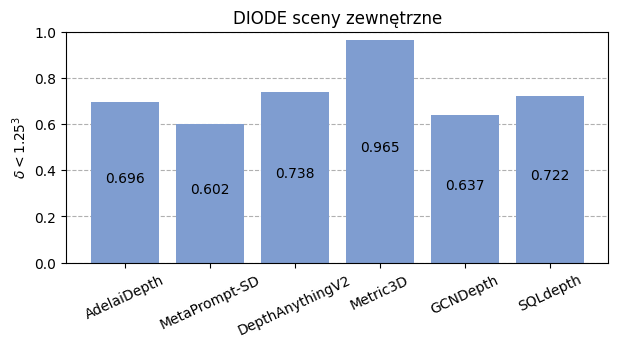 DIODE sceny zewnętrzne
δ < 1.25³
1.0
0.8
0.6
0.4
0.2
0.0
0.696
0.602
0.738
0.965
0.637
0.722
AdelaiDepth
MetaPrompt-SD
DepthAnythingV2
Metric3D
GCNDepth
SQLdepth